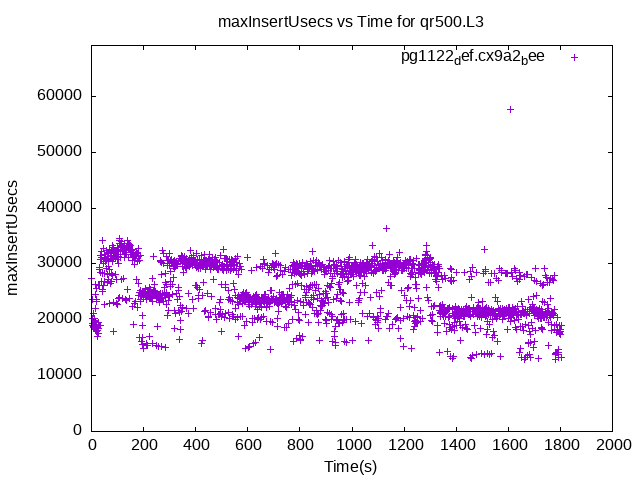 maxInsertUsecs vs Time for qr500.L3
pg1122def.cx9a2bee
60000
50000
40000
30000
20000
10000
0
maxInsertUsecs
0 200 400 600 800 1000 1200 1400 1600 1800 2000
Time(s)